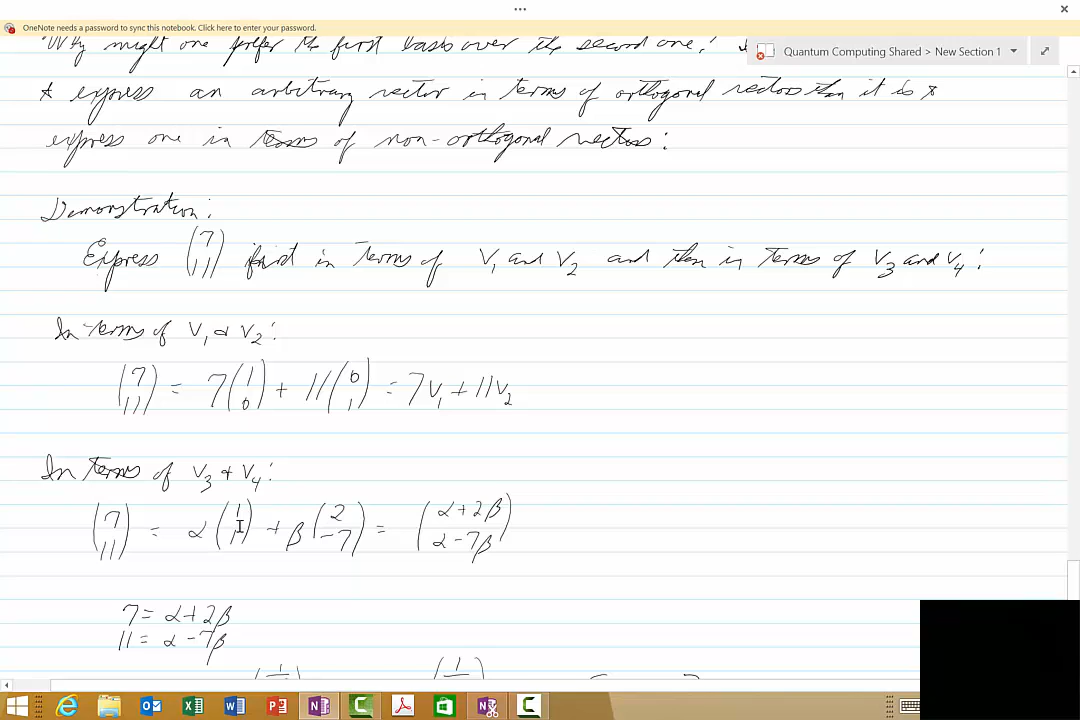 OneNote needs a password to sync this notebook. Click here to enter your password.
Quantum Computing Shared > New Section 1
"Why might one prefer the first basis over the second one?
to express an arbitrary vector in terms of orthogonal vectors than it is to
express one in terms of non-orthogonal vectors:
Demonstration:
Express (7 11) first in terms of V₁ and V₂ and then in terms of V₃ and V₄:
In terms of V₁ & V₂:
(7 11) = 7(1 0) + 11(0 1) = 7V₁ + 11V₂
In terms of V₃ + V₄:
(7 11) = α(1 1) + β(2 -7) = (α+2β α-7β)
7 = α+2β
11 = α-7β